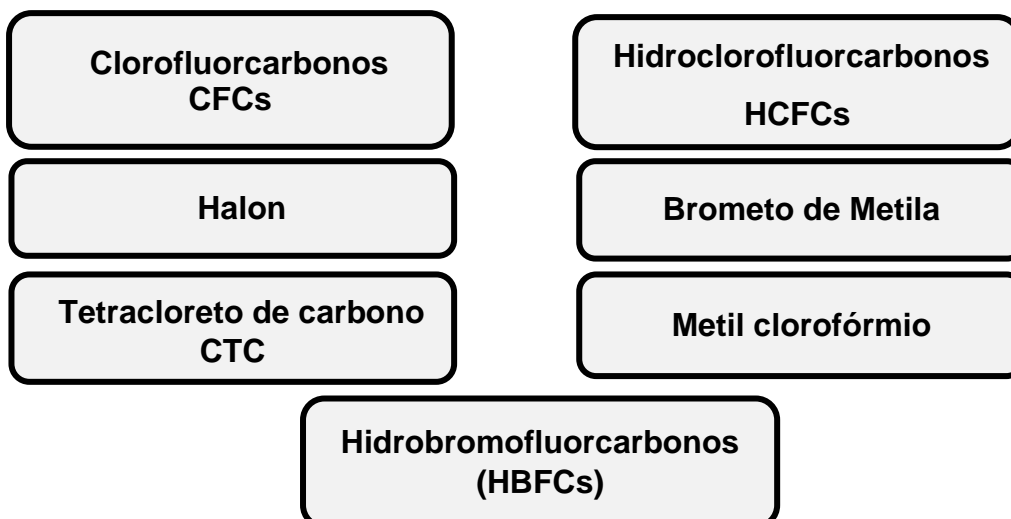 Clorofluorcarbonos
CFCs
Hidroclorofluorcarbonos
HCFCs
Halon
Brometo de Metila
Tetracloreto de carbono
CTC
Metil clorofórmio
Hidrobromofluorcarbonos
(HBFCs)